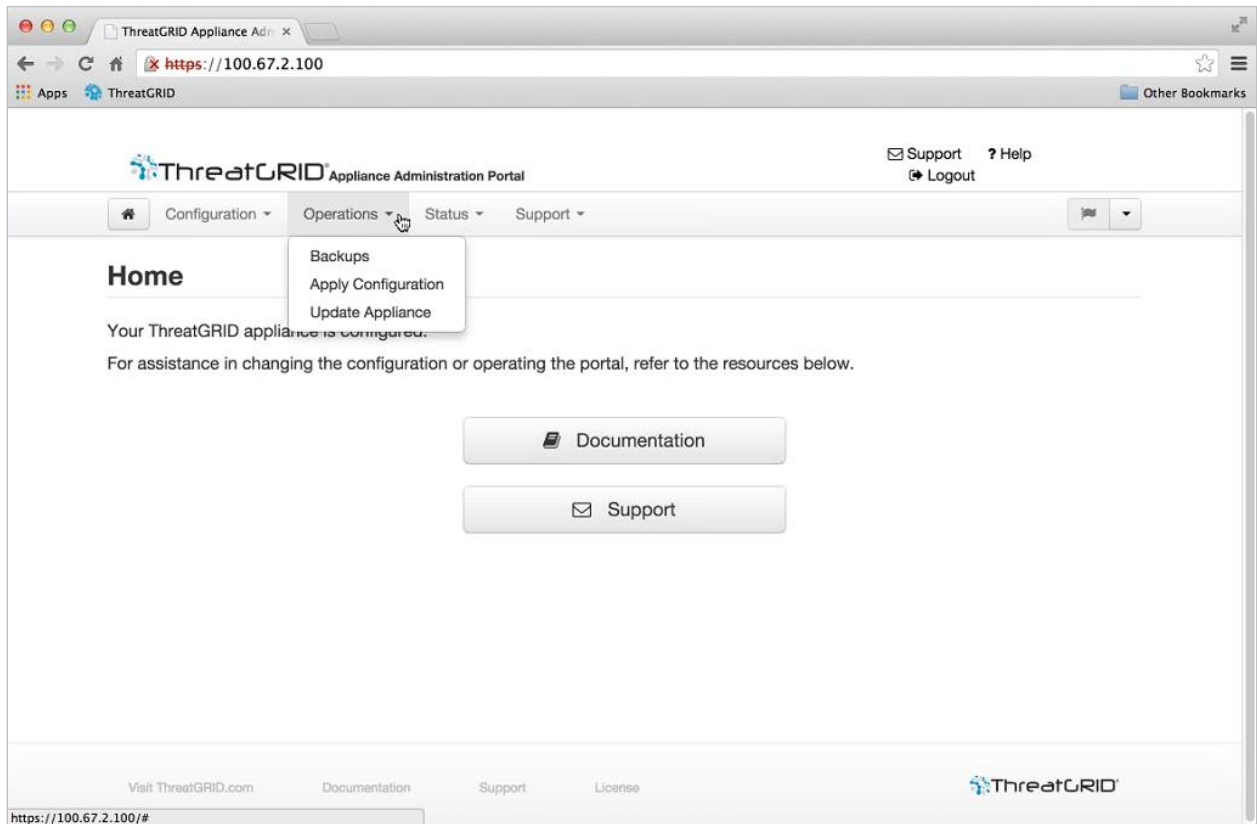 ThreatGRID Appliance Adm
https://100.67.2.100
Apps ThreatGRID Other Bookmarks
ThreatGRID Appliance Administration Portal
Support ? Help
Logout
Configuration Operations Status Support
Backups
Apply Configuration
Update Appliance
Home
Your ThreatGRID appliance is configured.
For assistance in changing the configuration or operating the portal, refer to the resources below.
Documentation
Support
Visit ThreatGRID.com Documentation Support License ThreatGRID
https://100.67.2.100/#